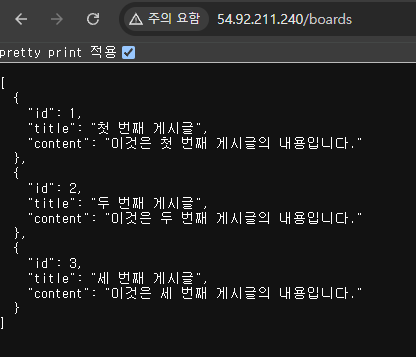 주의 요함 54.92.211.240/boards
pretty print 적용
[
  {
    "id": 1,
    "title": "첫 번째 게시글",
    "content": "이것은 첫 번째 게시글의 내용입니다."
  },
  {
    "id": 2,
    "title": "두 번째 게시글",
    "content": "이것은 두 번째 게시글의 내용입니다."
  },
  {
    "id": 3,
    "title": "세 번째 게시글",
    "content": "이것은 세 번째 게시글의 내용입니다."
  }
]